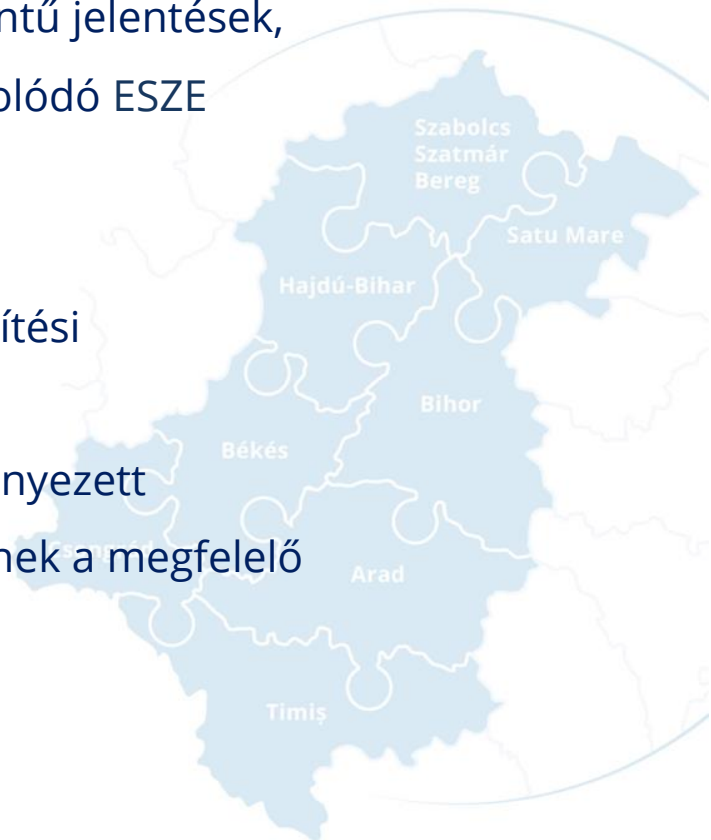 ntű jelentések,
olódó ESZE
Szabolcs
Szatmár
Bereg
Satu Mare
Hajdú-Bihar
ítési
Bihor
Békés
nyezett
nek a megfelelő
Arad
Timiș